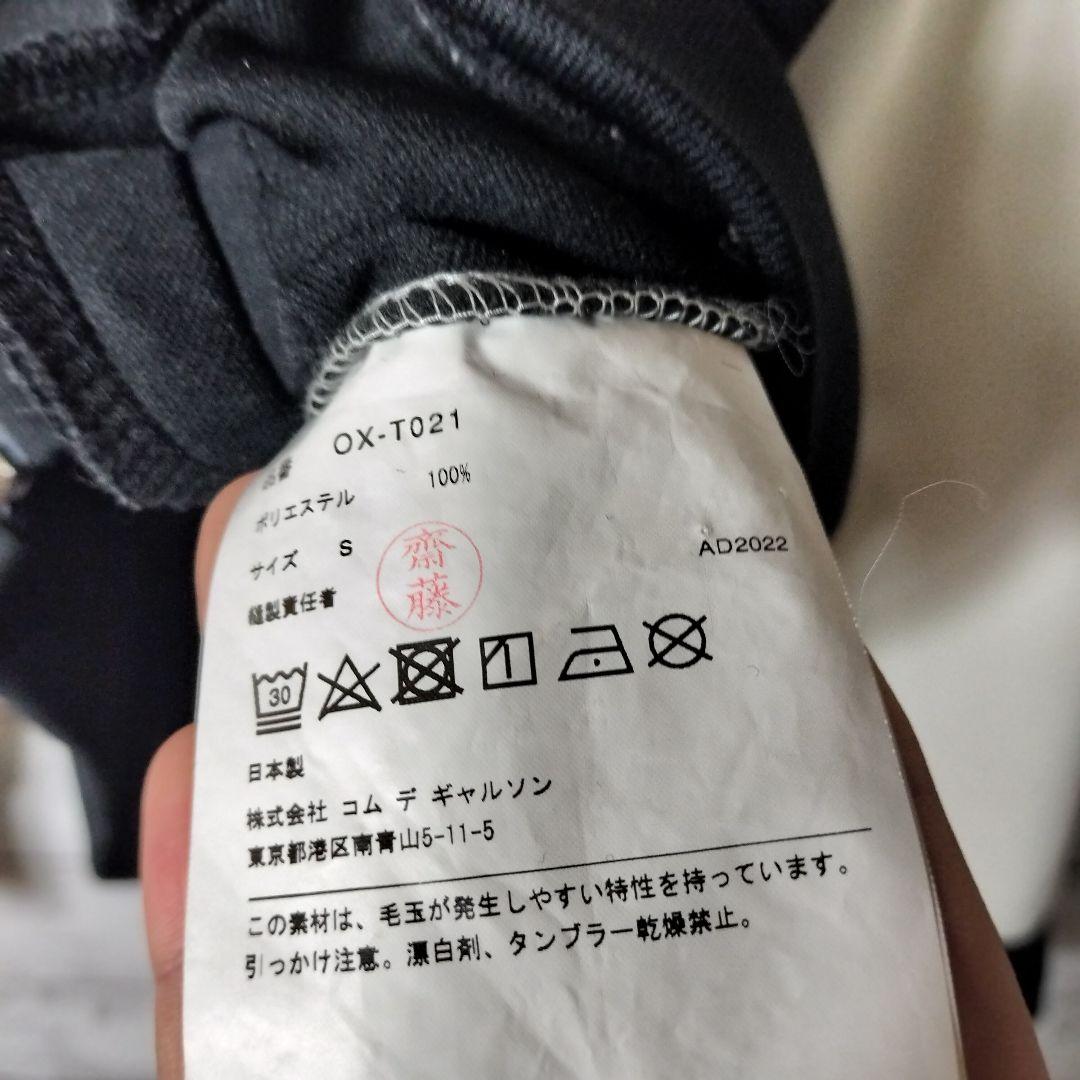 品番 OX-T021
ポリエステル 100%
サイズ S
AD2022
縫製責任者
齋藤
30
日本製
株式会社 コム デ ギャルソン
東京都港区南青山5-11-5
この素材は、毛玉が発生しやすい特性を持っています。
引っかけ注意。漂白剤、タンブラー乾燥禁止。